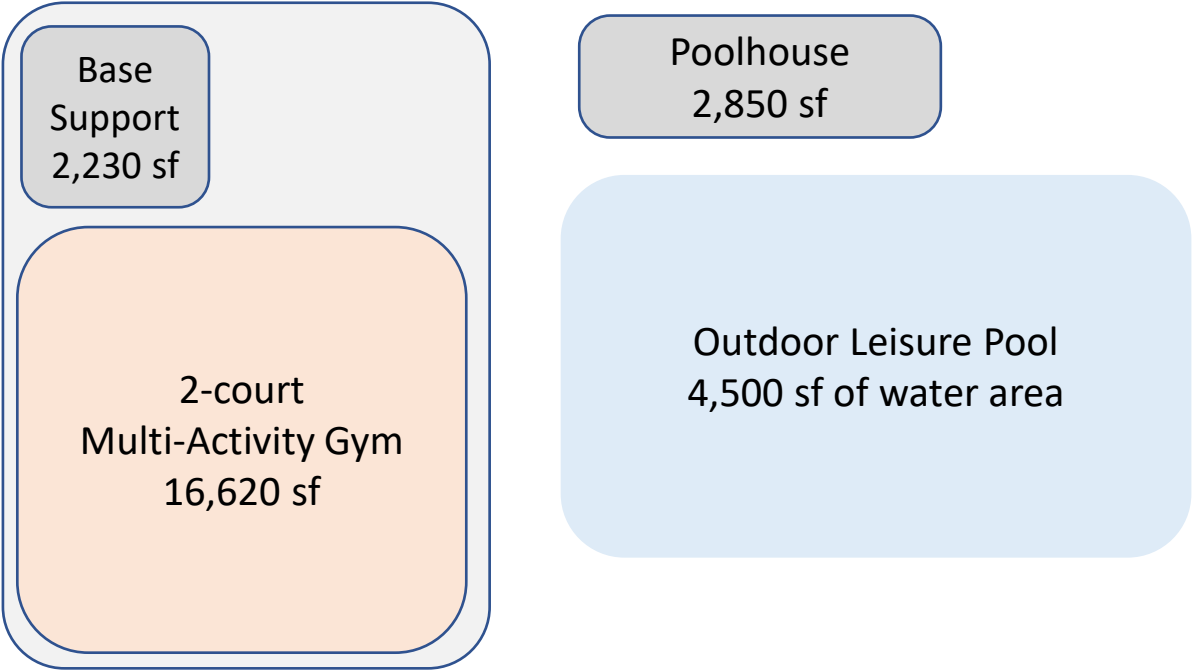 Base
Support
2,230 sf
2-court
Multi-Activity Gym
16,620 sf
Poolhouse
2,850 sf
Outdoor Leisure Pool
4,500 sf of water area